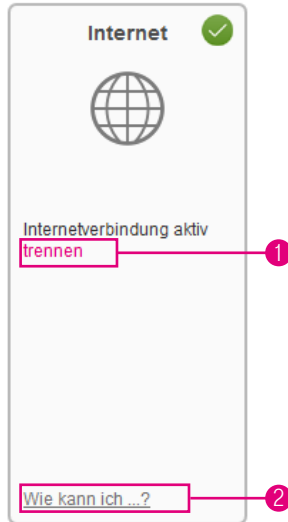 Internet
Internetverbindung aktiv
trennen
1
Wie kann ich ...?
2